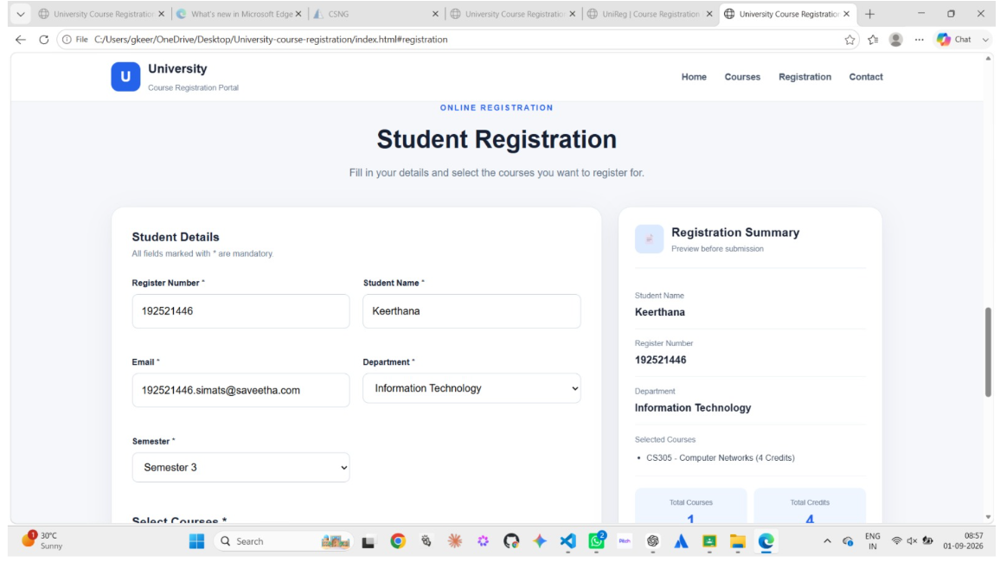 University Course Registration
What's new in Microsoft Edge
CSNG
University Course Registratio
UniReg | Course Registration
University Course Registration
File C:/Users/gkeer/OneDrive/Desktop/University-course-registration/index.html#registration
Chat
U
University
Course Registration Portal
Home Courses Registration Contact
ONLINE REGISTRATION
Student Registration
Fill in your details and select the courses you want to register for.
Student Details
All fields marked with * are mandatory.
Register Number *
192521446
Student Name *
Keerthana
Email *
192521446.simats@saveetha.com
Department *
Information Technology
Semester *
Semester 3
Select Courses *
Registration Summary
Preview before submission
Student Name
Keerthana
Register Number
192521446
Department
Information Technology
Selected Courses
• CS305 - Computer Networks (4 Credits)
Total Courses
1
Total Credits
4
1
30°C
Sunny
Search
2
ENG
IN
08:57
01-09-2026